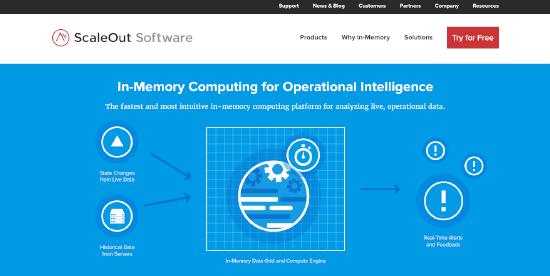 Support News & Blog Customers Partners Company Resources
ScaleOut Software
Products Why In-Memory Solutions Try for Free
In-Memory Computing for Operational Intelligence
The fastest and most intuitive in-memory computing platform for analyzing live, operational data.
State Changes
from Live Data
Historical Data
from Servers
In-Memory Data Grid and Compute Engine
Real-Time Alerts
and Feedback